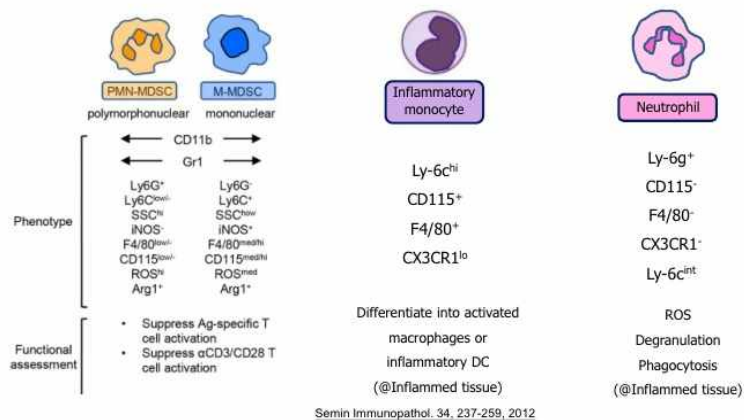 PMN-MDSC
polymorphonuclear
M-MDSC
mononuclear
Inflammatory
monocyte
Neutrophil
Phenotype
CD11b
Gr1
Ly6G⁺
Ly6Cˡᵒʷ/⁻
SSCʰⁱ
iNOS⁻
F4/80ˡᵒʷ/⁻
CD115ˡᵒʷ/⁻
ROSʰⁱ
Arg1⁺
Ly6G⁻
Ly6C⁺
SSCʰᵒʷ
iNOS⁺
F4/80ᵐᵉᵈ/ʰⁱ
CD115ᵐᵉᵈ/ʰⁱ
ROSᵐᵉᵈ
Arg1⁺
Ly-6cʰⁱ
CD115⁺
F4/80⁺
CX3CR1ˡᵒ
Ly-6g⁺
CD115⁻
F4/80⁻
CX3CR1⁻
Ly-6cⁱⁿᵗ
Functional
assessment
• Suppress Ag-specific T
cell activation
• Suppress αCD3/CD28 T
cell activation
Differentiate into activated
macrophages or
inflammatory DC
(@Inflammed tissue)
ROS
Degranulation
Phagocytosis
(@Inflamed tissue)
Semin Immunopathol. 34, 237-259, 2012